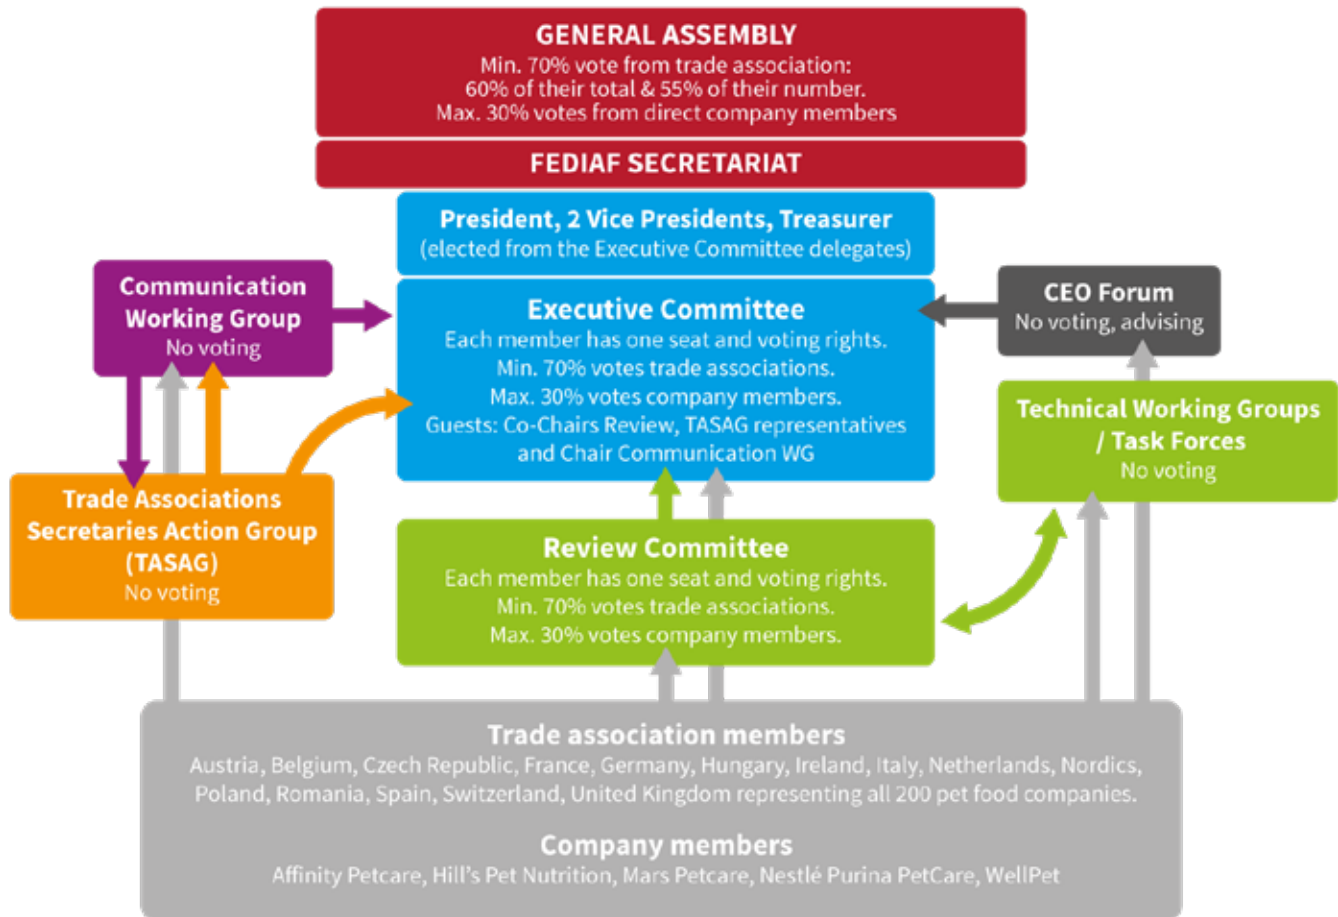 GENERAL ASSEMBLY
Min. 70% vote from trade association:
60% of their total & 55% of their number.
Max. 30% votes from direct company members
FEDIAF SECRETARIAT
President, 2 Vice Presidents, Treasurer
(elected from the Executive Committee delegates)
Communication
Working Group
No voting
Executive Committee
Each member has one seat and voting rights.
Min. 70% votes trade associations.
Max. 30% votes company members.
Guests: Co-Chairs Review, TASAG representatives
and Chair Communication WG
CEO Forum
No voting, advising
Technical Working Groups
/ Task Forces
No voting
Trade Associations
Secretaries Action Group
(TASAG)
No voting
Review Committee
Each member has one seat and voting rights.
Min. 70% votes trade associations.
Max. 30% votes company members.
Trade association members
Austria, Belgium, Czech Republic, France, Germany, Hungary, Ireland, Italy, Netherlands, Nordics,
Poland, Romania, Spain, Switzerland, United Kingdom representing all 200 pet food companies.
Company members
Affinity Petcare, Hill's Pet Nutrition, Mars Petcare, Nestlé Purina PetCare, WellPet